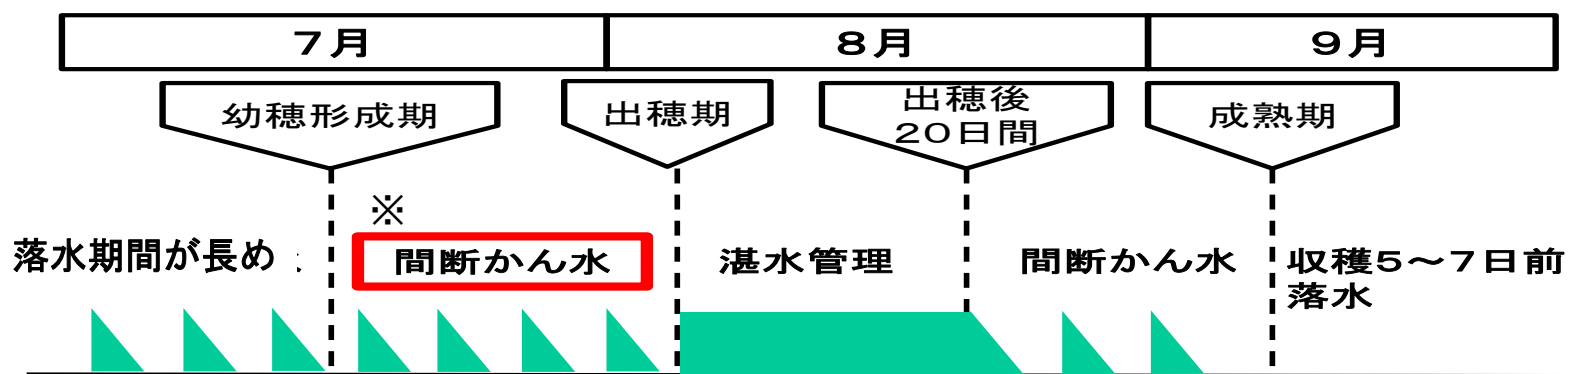 7月
8月
9月
幼穂形成期
出穂期
出穂後
20日間
成熟期
※
落水期間が長め
間断かん水
湛水管理
間断かん水
収穫5～7日前
落水